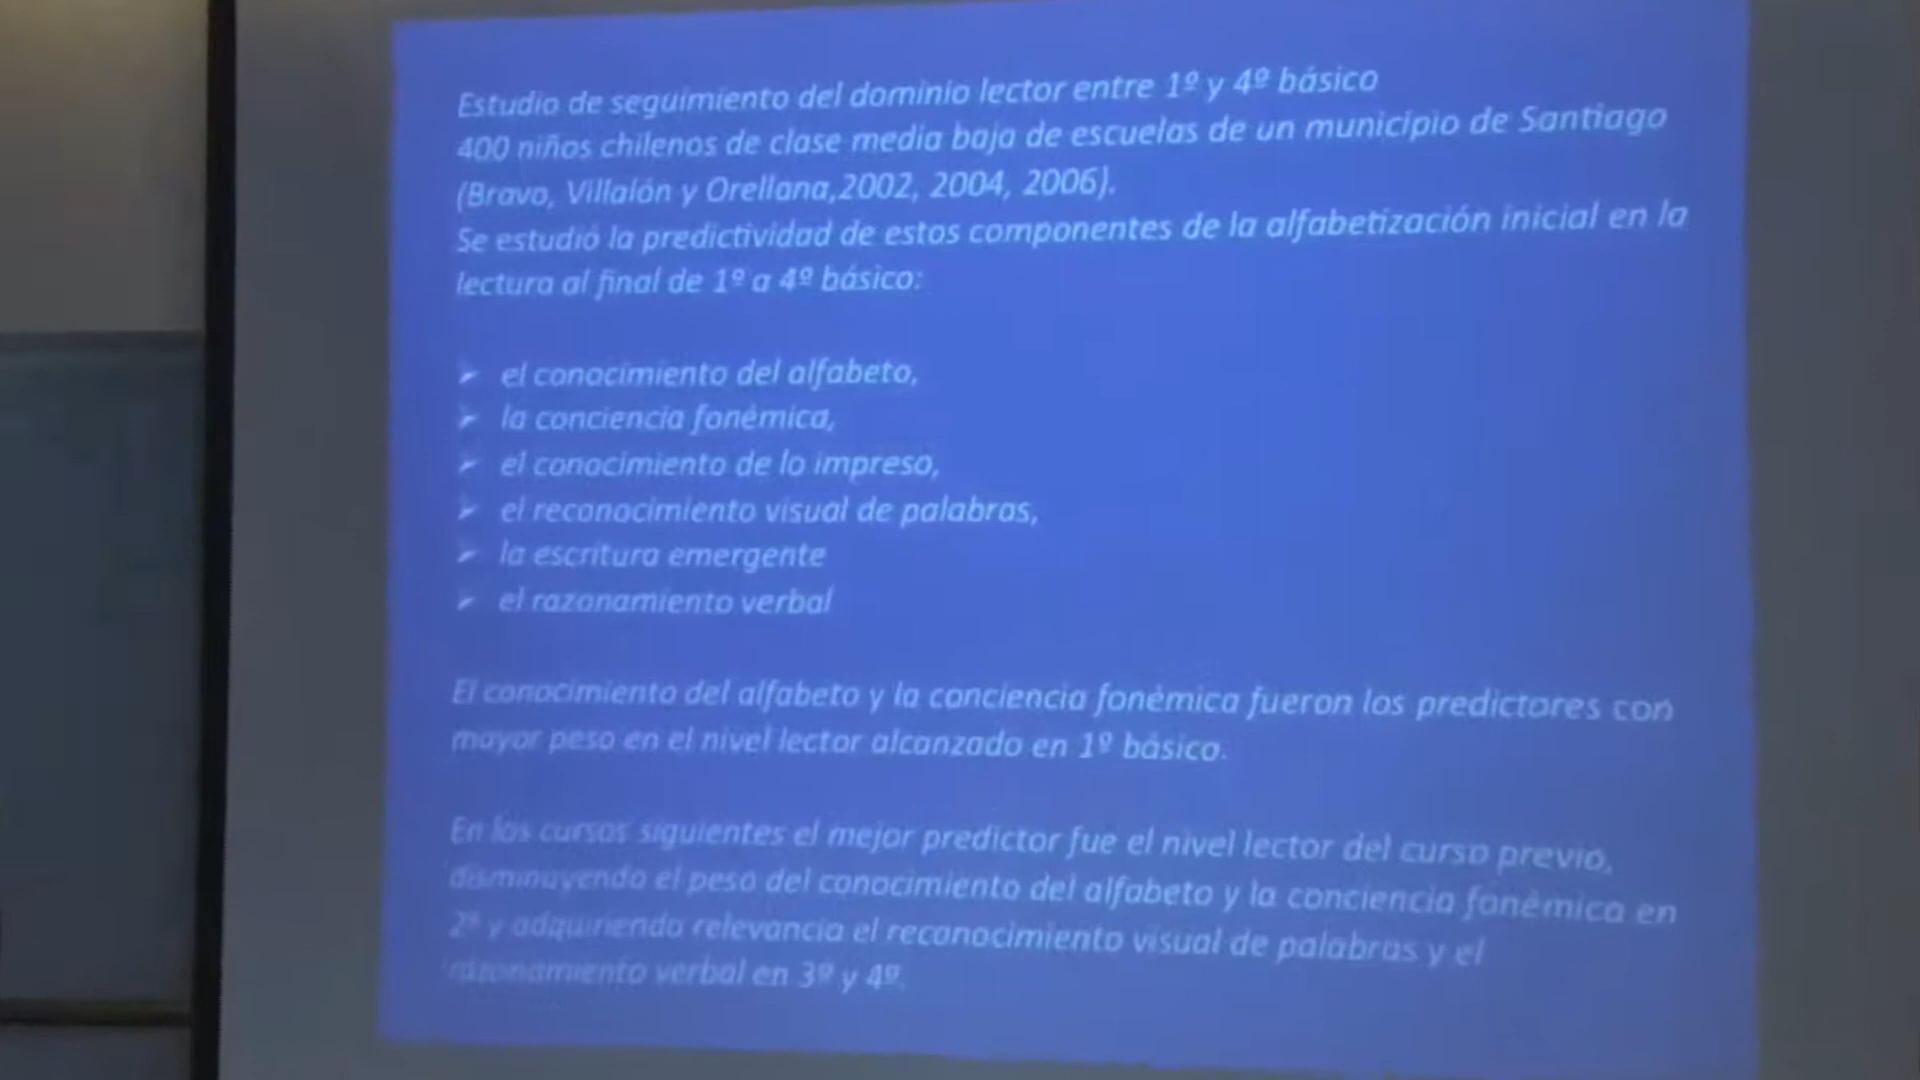 Estudio de seguimiento del dominio lector entre 1º y 4º básico
400 niños chilenos de clase media baja de escuelas de un municipio de Santiago
(Bravo, Villalón y Orellana,2002, 2004, 2006).
Se estudió la predictividad de estos componentes de la alfabetización inicial en la
lectura al final de 1º a 4º básico:
➢ el conocimiento del alfabeto,
➢ la conciencia fonémica,
➢ el conocimiento de lo impreso,
➢ el reconocimiento visual de palabras,
➢ la escritura emergente
➢ el razonamiento verbal
El conocimiento del alfabeto y la conciencia fonémica fueron los predictores con
mayor peso en el nivel lector alcanzado en 1º básico.
En los cursos siguientes el mejor predictor fue el nivel lector del curso previo,
disminuyendo el peso del conocimiento del alfabeto y la conciencia fonémica en
2º y adquiriendo relevancia el reconocimiento visual de palabras y el
razonamiento verbal en 3º y 4º.